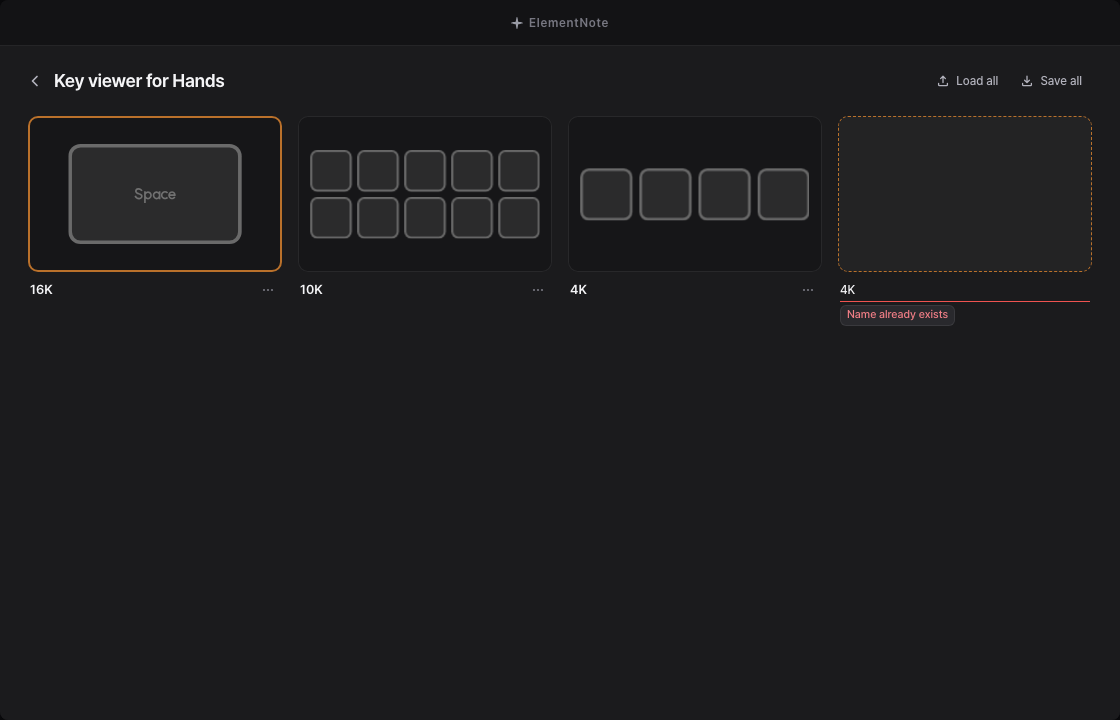 ElementNote
Key viewer for Hands
Load all
Save all
Space
16K
10K
4K
4K
Name already exists